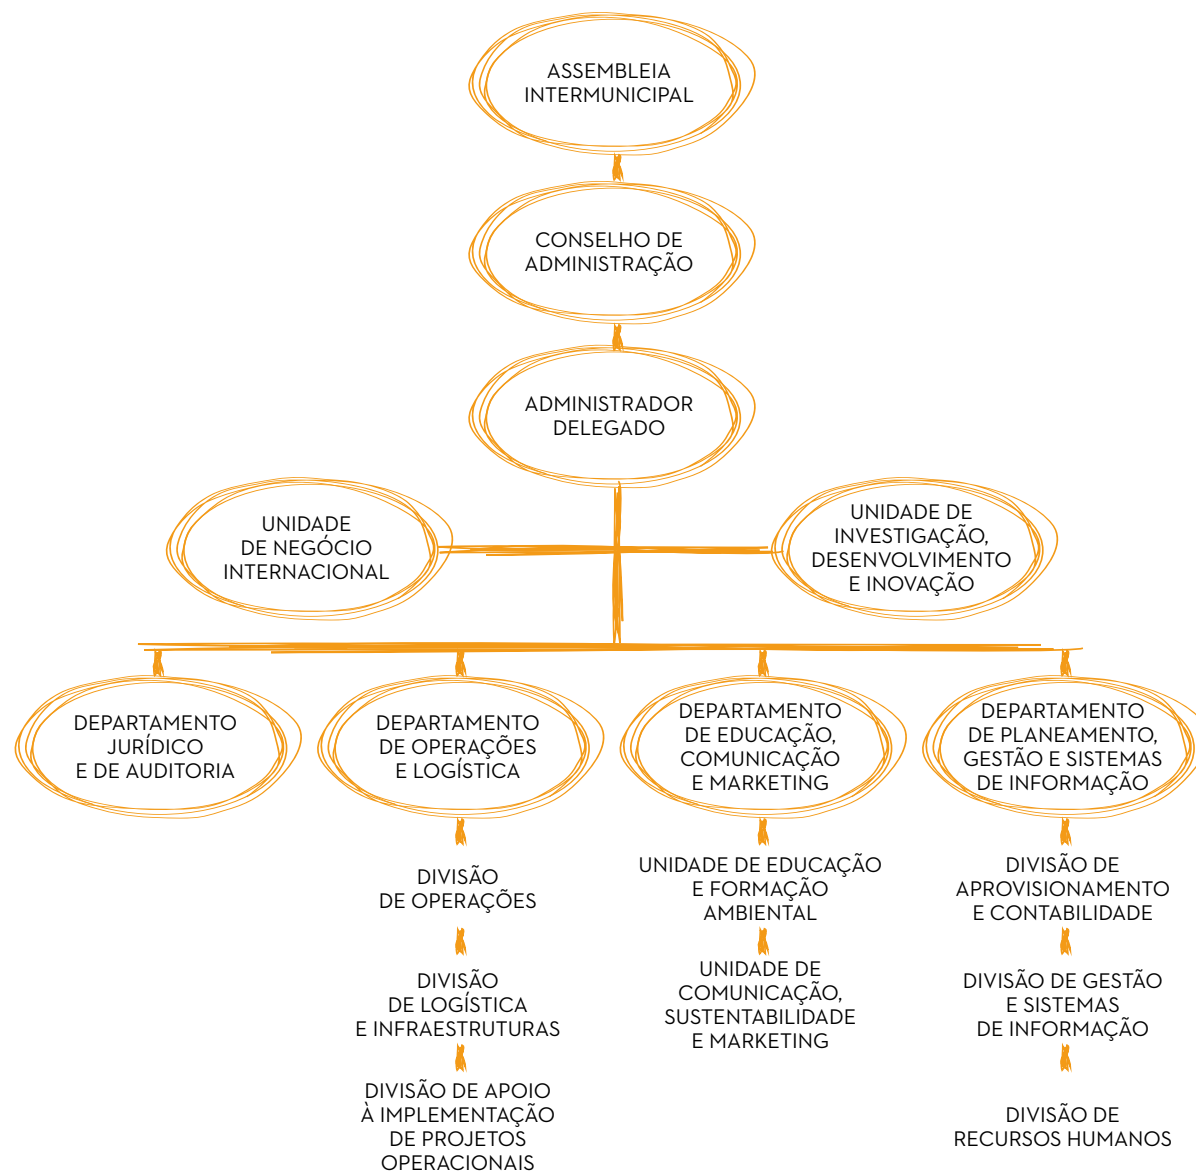 ASSEMBLEIA
INTERMUNICIPAL
CONSELHO DE
ADMINISTRAÇÃO
ADMINISTRADOR
DELEGADO
UNIDADE
DE NEGÓCIO
INTERNACIONAL
UNIDADE DE
INVESTIGAÇÃO,
DESENVOLVIMENTO
E INOVAÇÃO
DEPARTAMENTO
JURÍDICO
E DE AUDITORIA
DEPARTAMENTO
DE OPERAÇÕES
E LOGÍSTICA
DEPARTAMENTO
DE EDUCAÇÃO,
COMUNICAÇÃO
E MARKETING
DEPARTAMENTO
DE PLANEAMENTO,
GESTÃO E SISTEMAS
DE INFORMAÇÃO
DIVISÃO
DE OPERAÇÕES
DIVISÃO
DE LOGÍSTICA
E INFRAESTRUTURAS
DIVISÃO DE APOIO
À IMPLEMENTAÇÃO
DE PROJETOS
OPERACIONAIS
UNIDADE DE EDUCAÇÃO
E FORMAÇÃO
AMBIENTAL
UNIDADE DE
COMUNICAÇÃO,
SUSTENTABILIDADE
E MARKETING
DIVISÃO DE
APROVISIONAMENTO
E CONTABILIDADE
DIVISÃO DE GESTÃO
E SISTEMAS
DE INFORMAÇÃO
DIVISÃO DE
RECURSOS HUMANOS